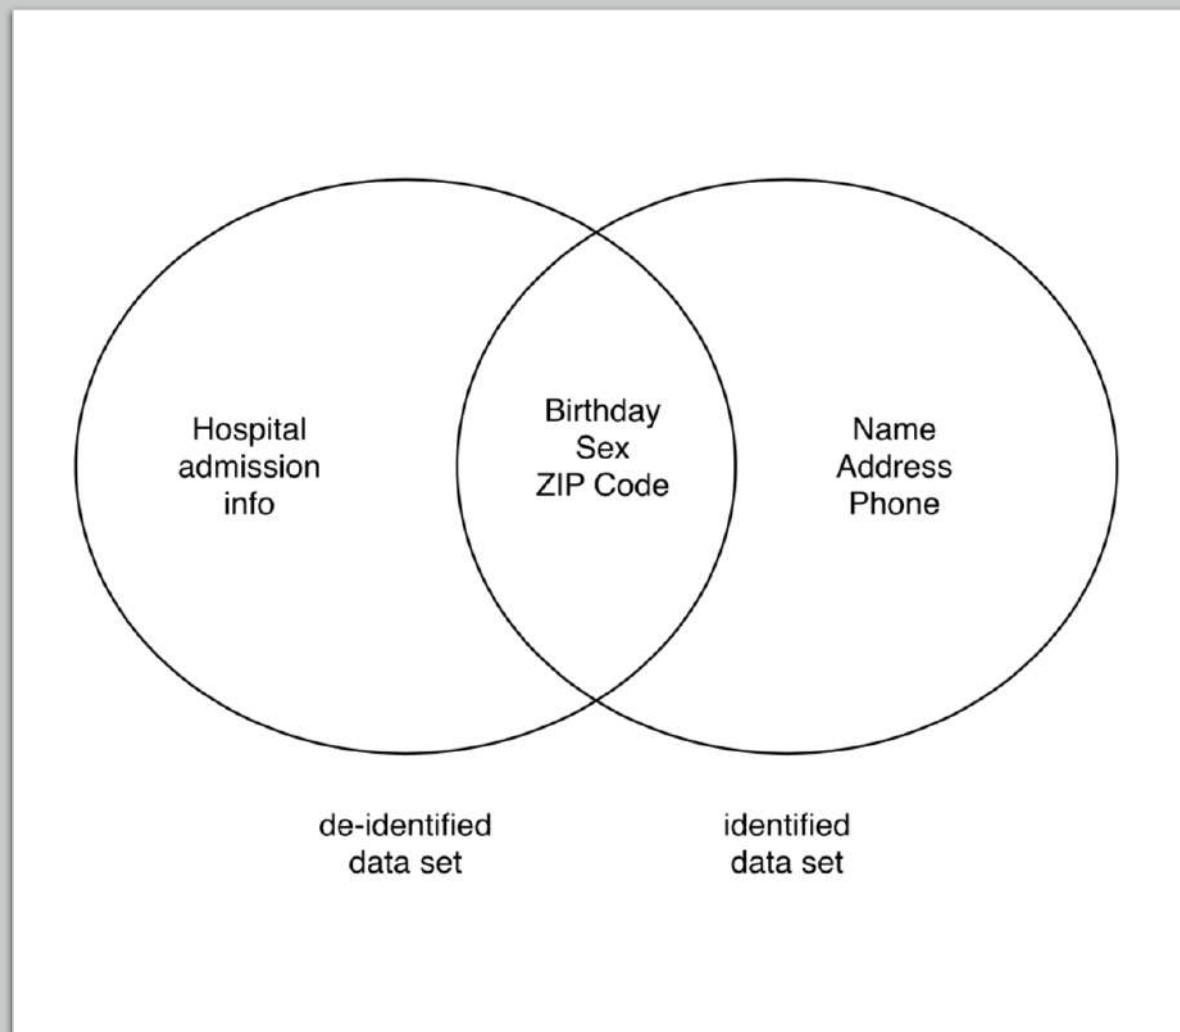 Hospital
admission
info
Birthday
Sex
ZIP Code
Name
Address
Phone
de-identified
data set
identified
data set